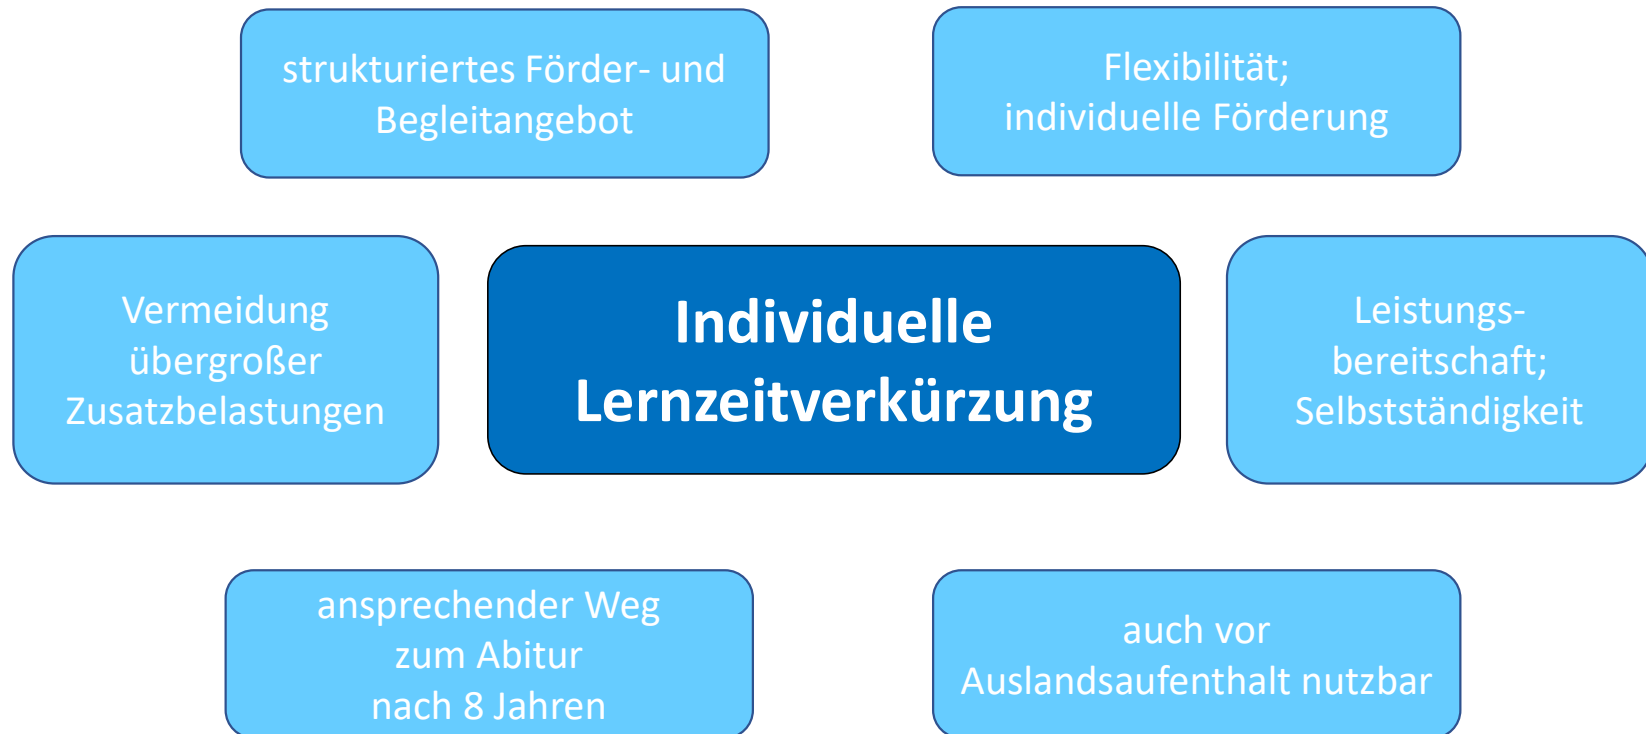 strukturiertes Förder- und
Begleitangebot
Flexibilität;
individuelle Förderung
Vermeidung
übergroßer
Zusatzbelastungen
Individuelle
Lernzeitverkürzung
Leistungs-
bereitschaft;
Selbstständigkeit
ansprechender Weg
zum Abitur
nach 8 Jahren
auch vor
Auslandsaufenthalt nutzbar